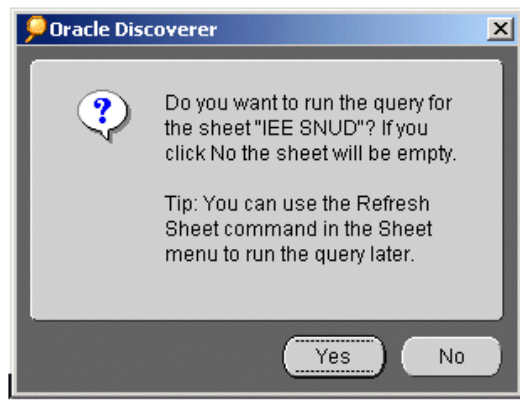 Oracle Discoverer
Do you want to run the query for
the sheet "IEE SNUD"? If you
click No the sheet will be empty.
Tip: You can use the Refresh
Sheet command in the Sheet
menu to run the query later.
Yes
No